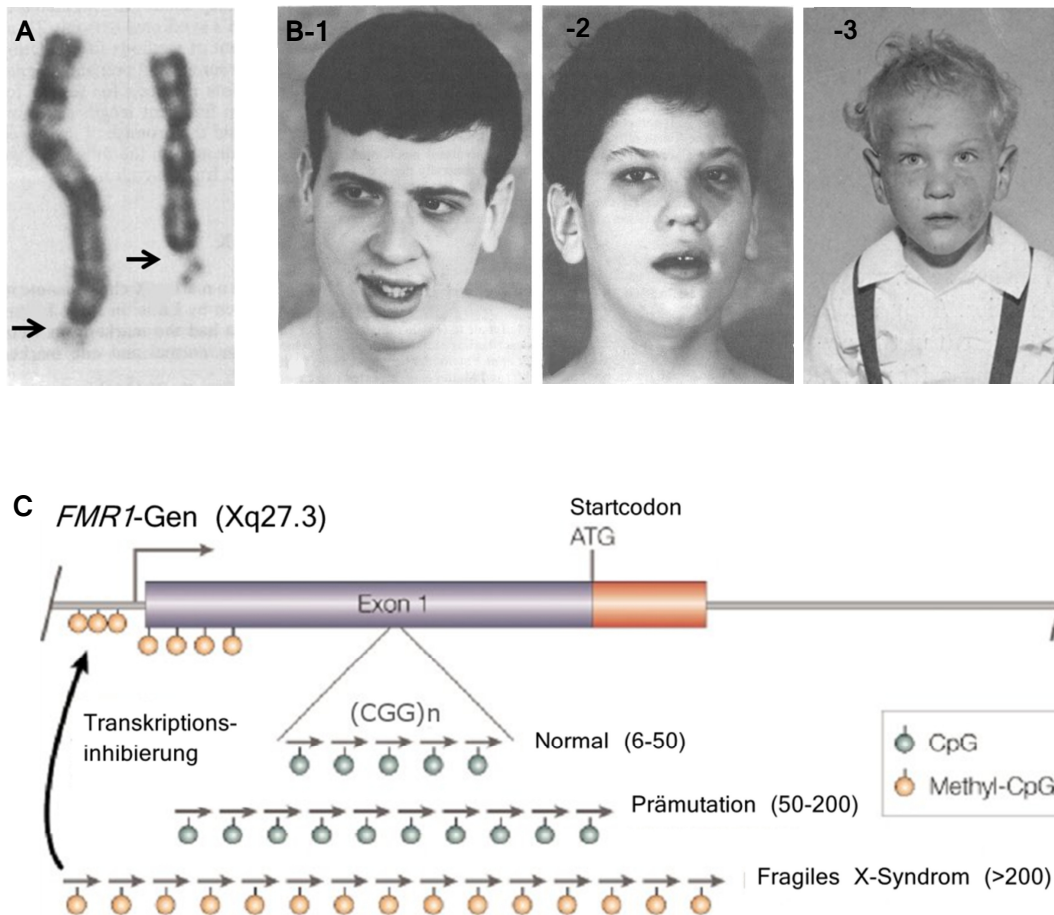 A
B-1
-2
-3
C
FMR1-Gen (Xq27.3)
Startcodon
ATG
Exon 1
(CGG)n
Transkriptions-
inhibierung
Normal (6-50)
CpG
Methyl-CpG
Prämutation (50-200)
Fragiles X-Syndrom (>200)